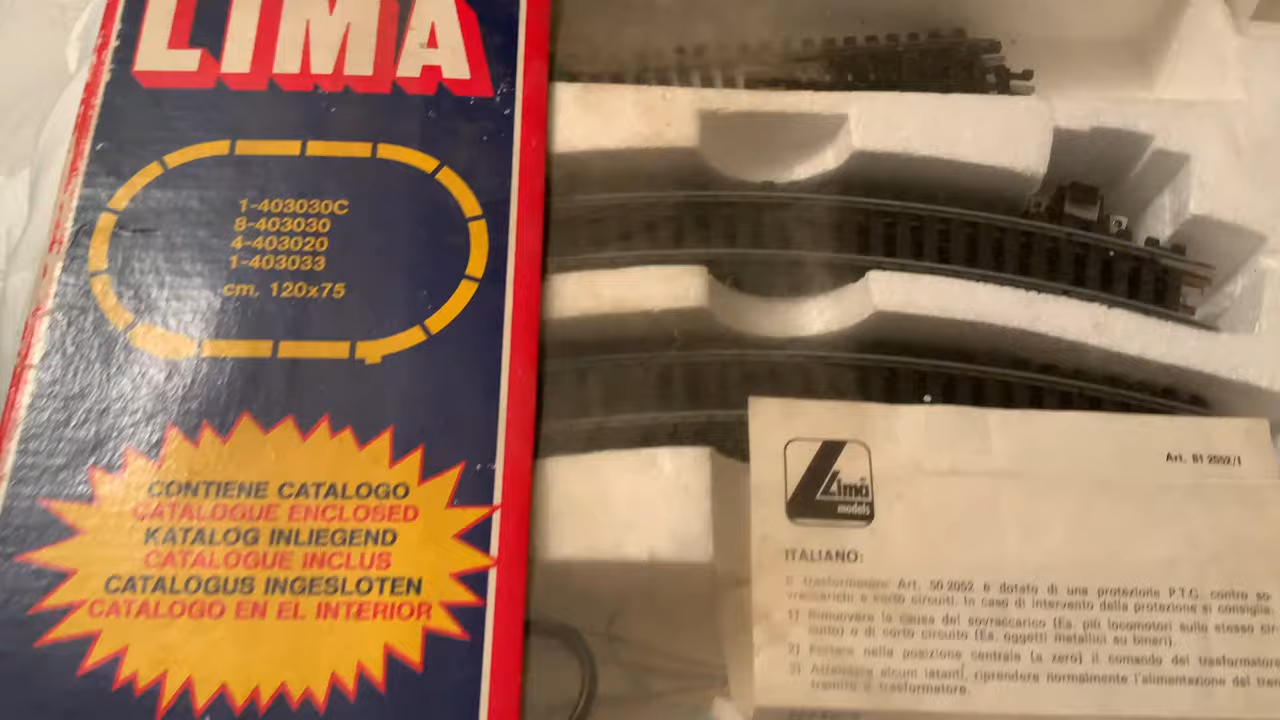 LIMA
1-403030C
8-403030
4-403020
1-403033
cm. 120x75
CONTIENE CATALOGO
CATALOGUE ENCLOSED
KATALOG INLIEGEND
CATALOGUE INCLUS
CATALOGUS INGESLOTEN
CATALOGO EN EL INTERIOR
Lima
models
Art. 51 2052/1
ITALIANO:
Il trasformatore Art. 50 2052 è dotato di una protezione P.T.C. contro so-
vraccarichi e corto circuiti. In caso di intervento della protezione si consiglia:
1) Rimuovere la causa del sovraccarico (Es. più locomotori sullo stesso cir-
cuito) o di corto circuito (Es. oggetti metallici su binari).
2) Portare nella posizione centrale (a zero) il comando del trasformatore
3) Attendere alcuni istanti, riprendere normalmente l'alimentazione del tren
tramite il trasformatore.